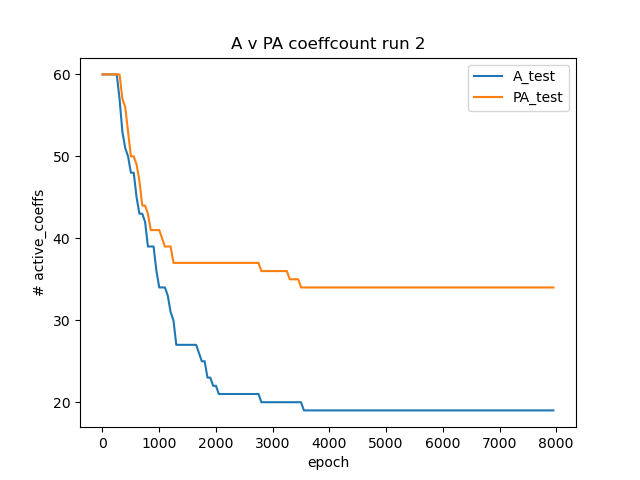 A v PA coeffcount run 2
A_test
PA_test
# active_coeffs
60
50
40
30
20
0 1000 2000 3000 4000 5000 6000 7000 8000
epoch